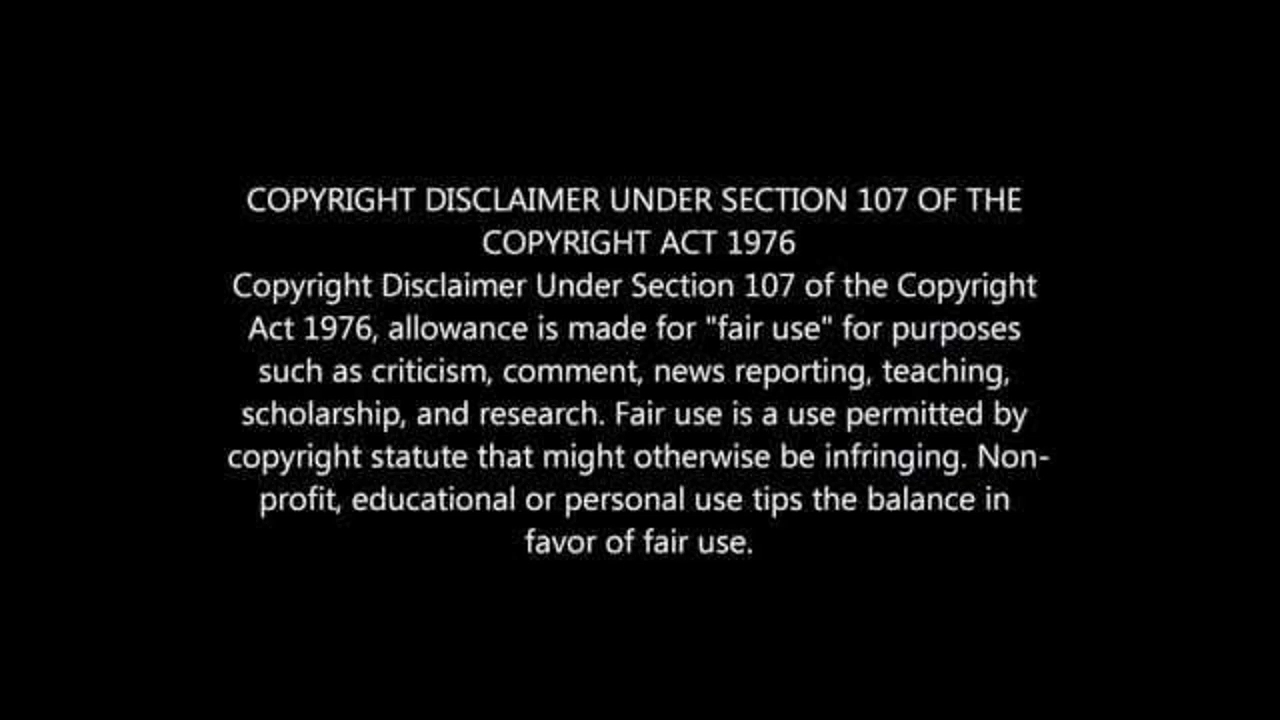 COPYRIGHT DISCLAIMER UNDER SECTION 107 OF THE
COPYRIGHT ACT 1976
Copyright Disclaimer Under Section 107 of the Copyright
Act 1976, allowance is made for "fair use" for purposes
such as criticism, comment, news reporting, teaching,
scholarship, and research. Fair use is a use permitted by
copyright statute that might otherwise be infringing. Non-
profit, educational or personal use tips the balance in
favor of fair use.